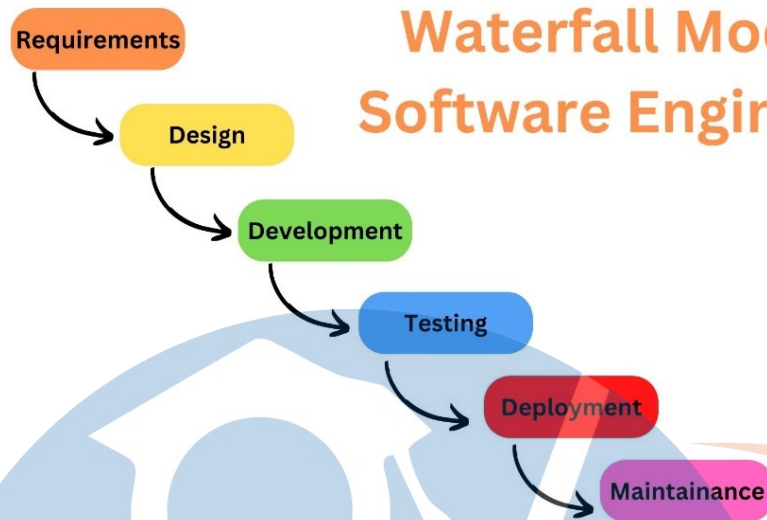 Requirements
Waterfall
Software
Design
Development
Testing
Deployment
Maintainance